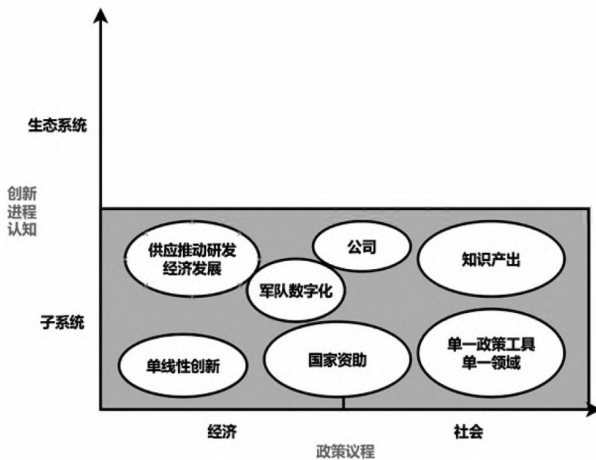 生态系统
创新
进程
认知
子系统
供应推动研发
经济发展
公司
知识产出
军队数字化
单线性创新
国家资助
单一政策工具
单一领域
经济
社会
政策议程